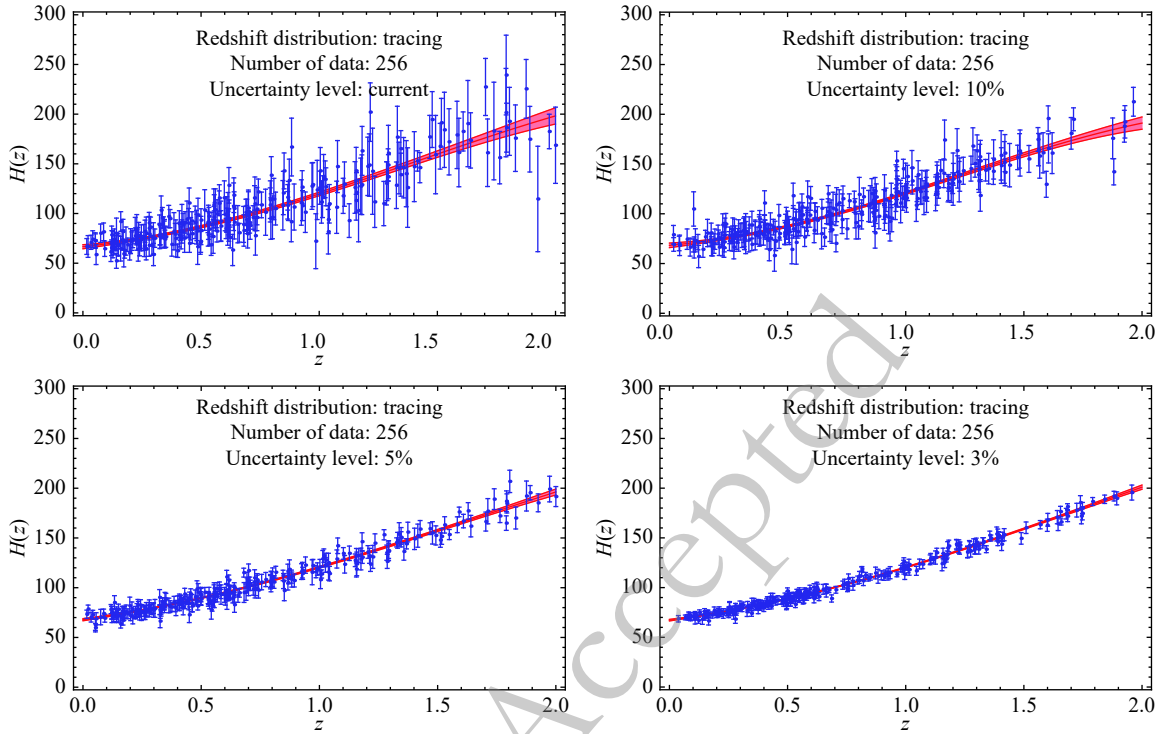 300
250
200
150
100
50
0
H(z)
Redshift distribution: tracing
Number of data: 256
Uncertainty level: current
0.0 0.5 1.0 1.5 2.0
z
300
250
200
150
100
50
0
H(z)
Redshift distribution: tracing
Number of data: 256
Uncertainty level: 10%
0.0 0.5 1.0 1.5 2.0
z
300
250
200
150
100
50
0
H(z)
Redshift distribution: tracing
Number of data: 256
Uncertainty level: 5%
0.0 0.5 1.0 1.5 2.0
z
300
250
200
150
100
50
0
H(z)
Redshift distribution: tracing
Number of data: 256
Uncertainty level: 3%
0.0 0.5 1.0 1.5 2.0
z
Accepted